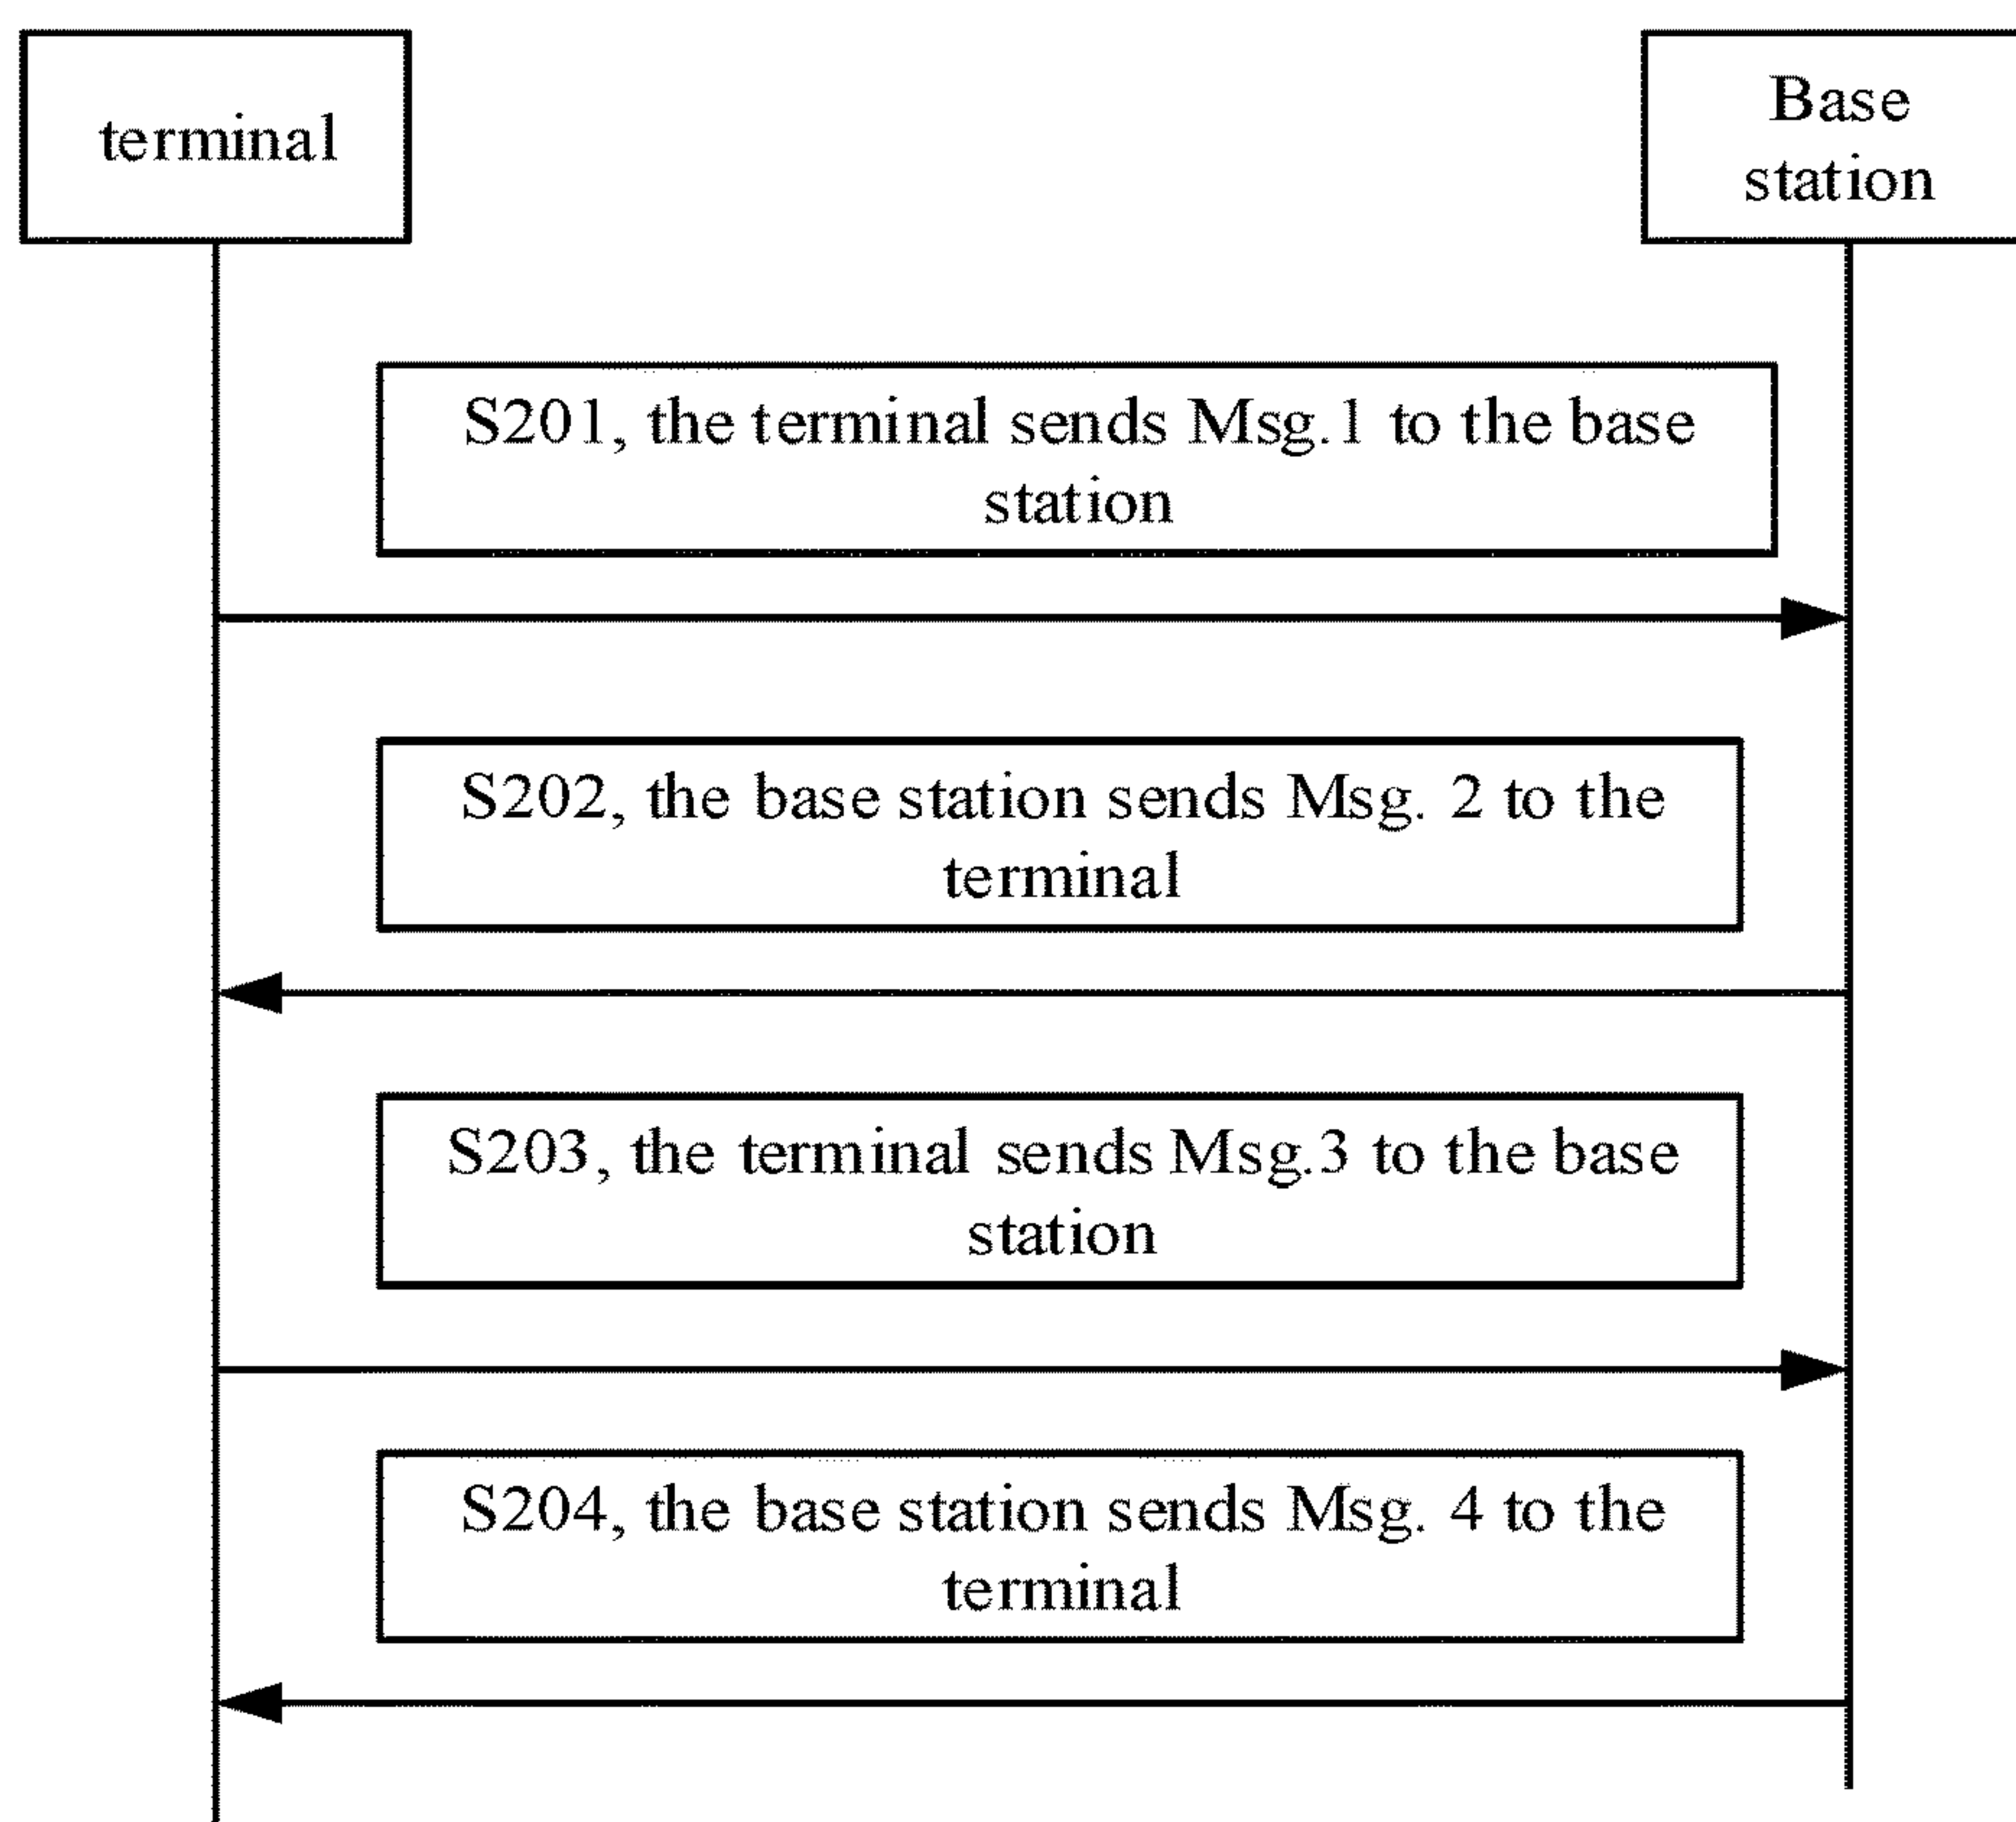 terminal
Base
station
S201, the terminal sends Msg.1 to the base
station
S202, the base station sends Msg. 2 to the
terminal
S203, the terminal sends Msg.3 to the base
station
S204, the base station sends Msg. 4 to the
terminal